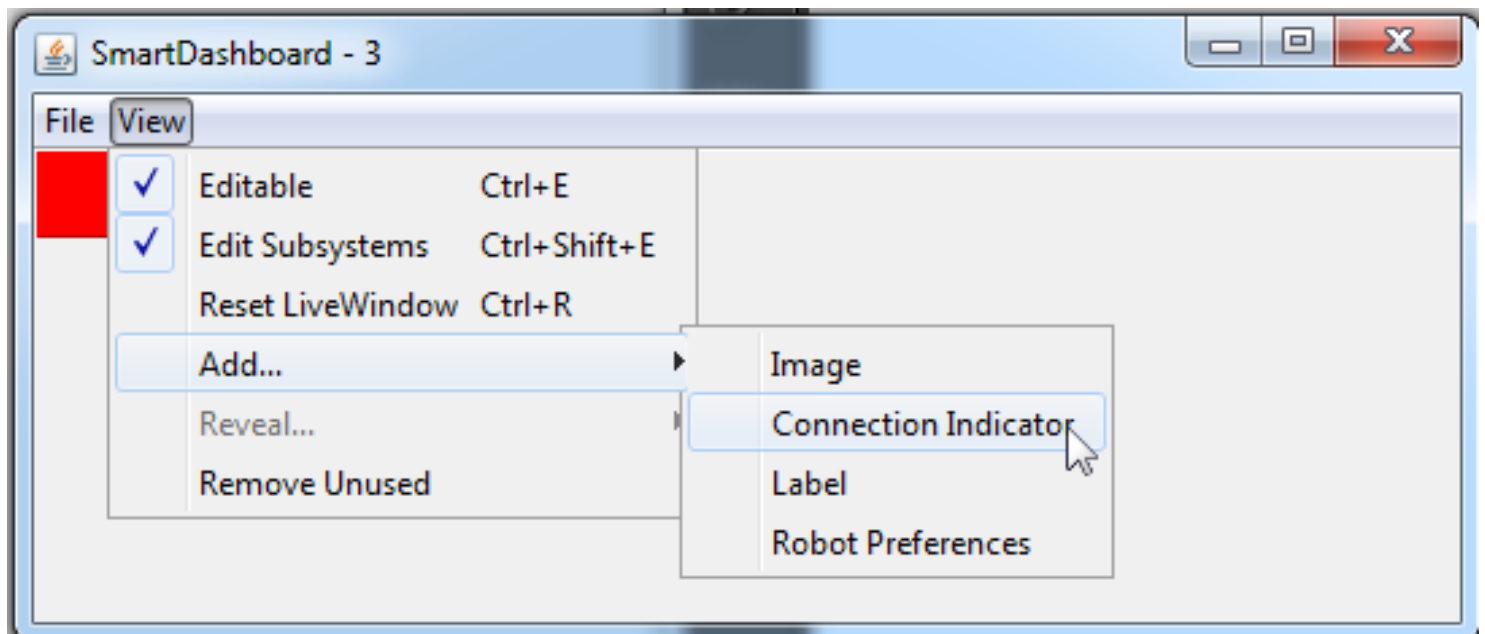 SmartDashboard - 3
File View
Editable Ctrl+E
Edit Subsystems Ctrl+Shift+E
Reset LiveWindow Ctrl+R
Add...
Reveal...
Remove Unused
Image
Connection Indicator
Label
Robot Preferences